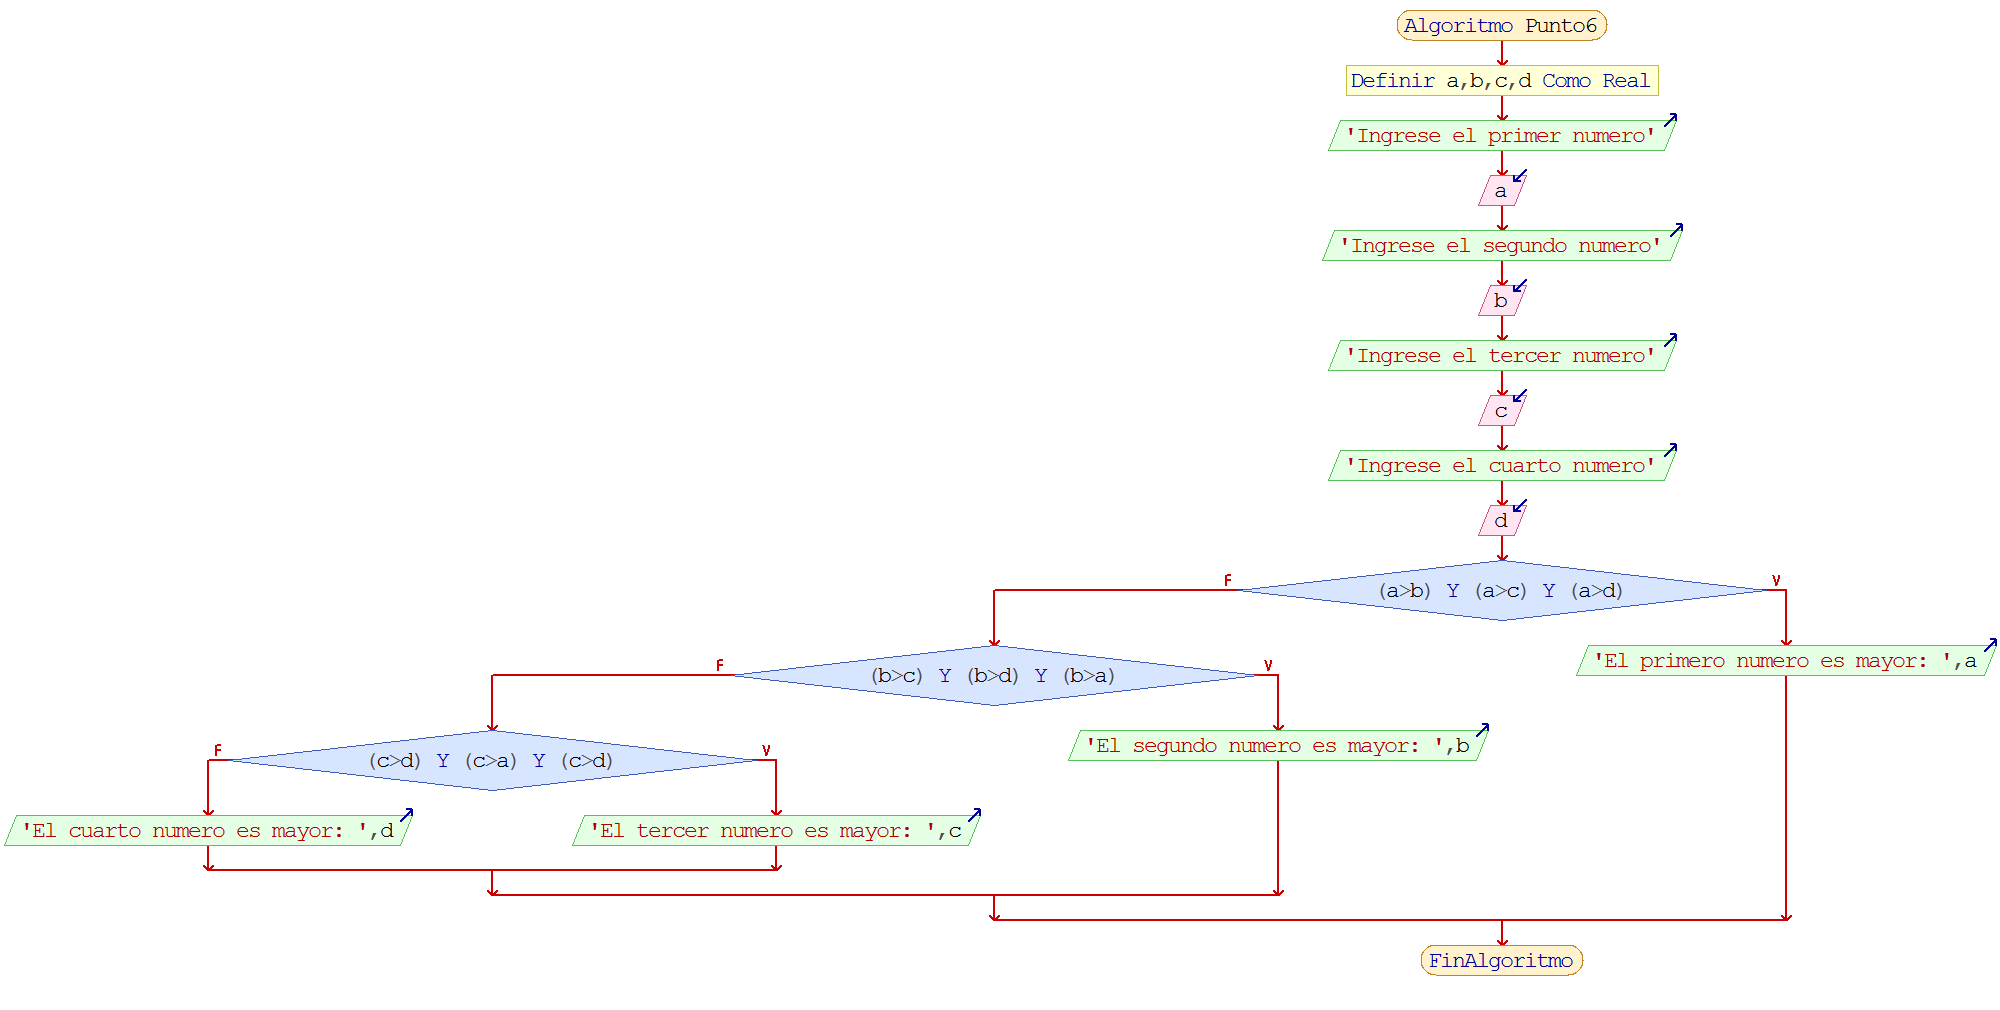 Algoritmo Punto6
Definir a,b,c,d Como Real
'Ingrese el primer numero'
a
'Ingrese el segundo numero'
b
'Ingrese el tercer numero'
c
'Ingrese el cuarto numero'
d
F
(a>b) Y (a>c) Y (a>d)
V
F
(b>c) Y (b>d) Y (b>a)
V
'El primero numero es mayor: ',a
F
(c>d) Y (c>a) Y (c>d)
V
'El segundo numero es mayor: ',b
'El cuarto numero es mayor: ',d
'El tercer numero es mayor: ',c
FinAlgoritmo